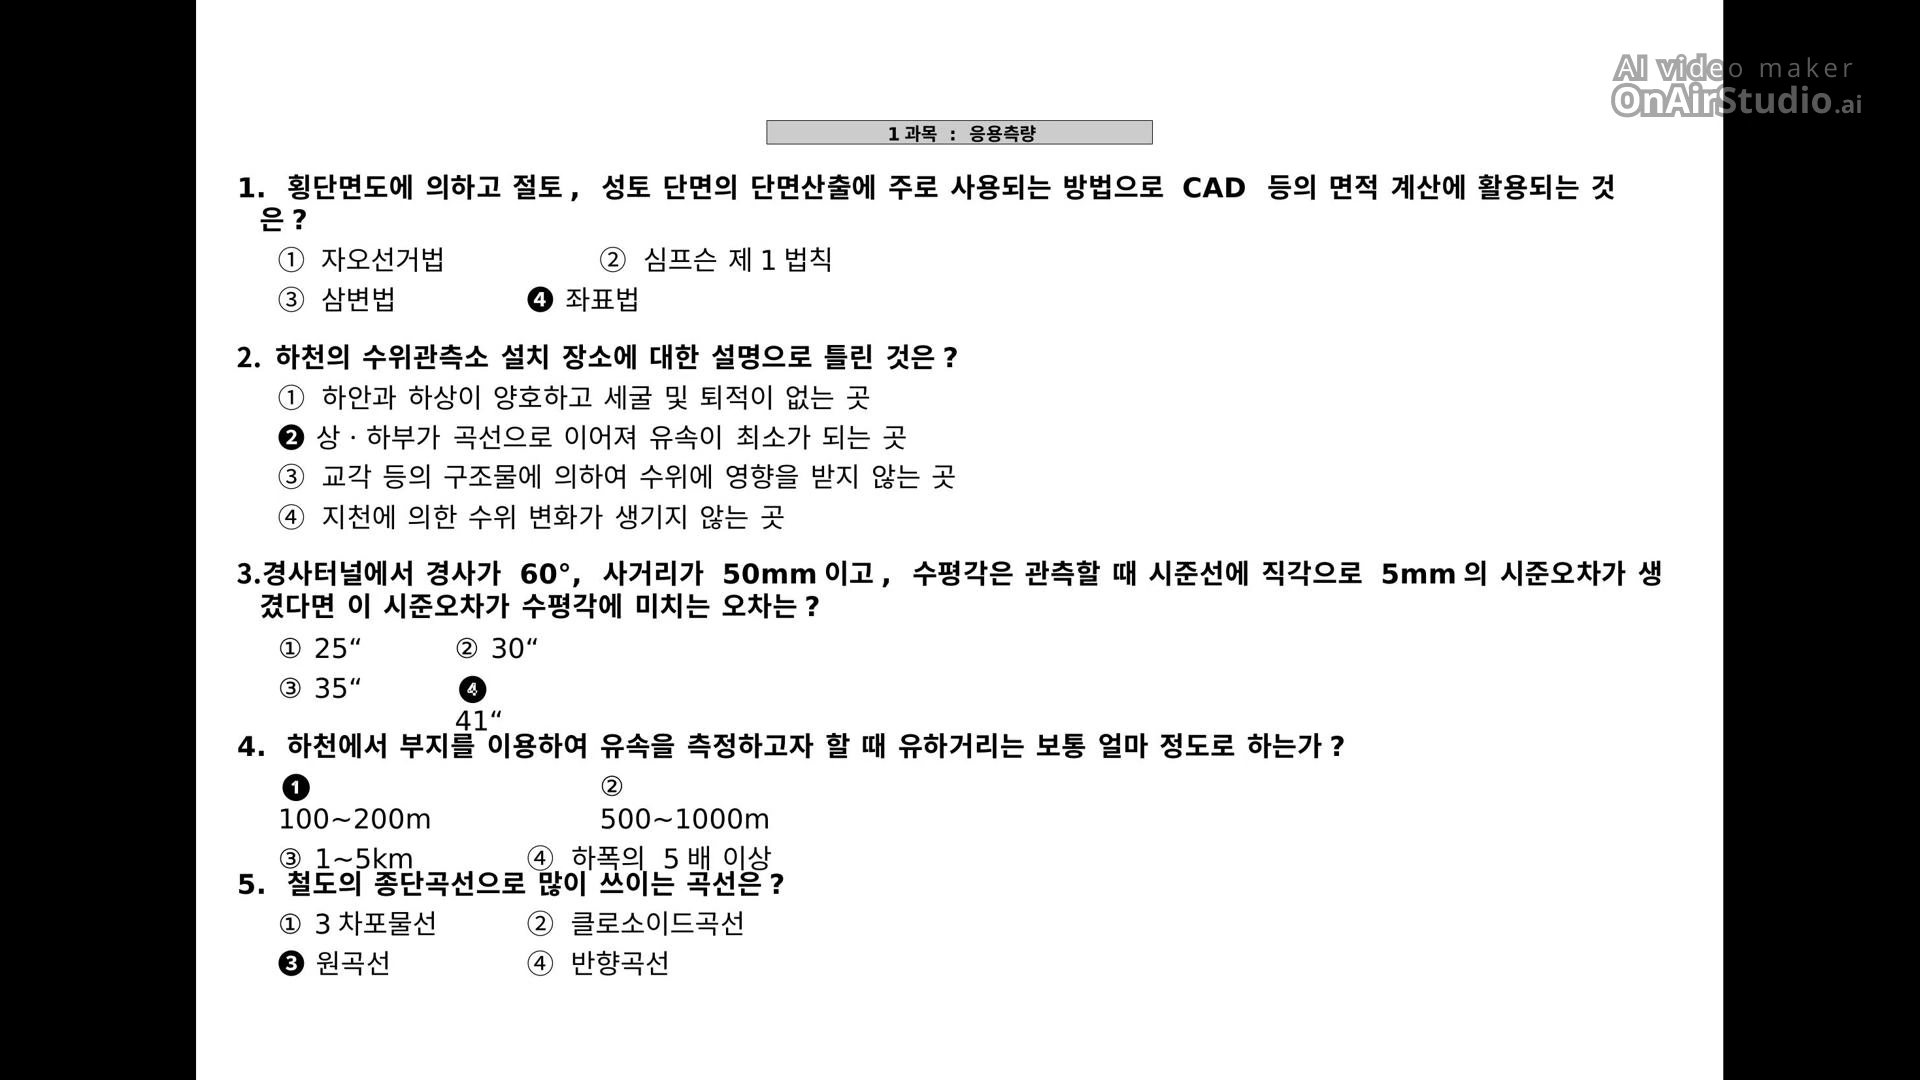 AI video maker
OnAirStudio.ai
1과목 : 응용측량
1. 횡단면도에 의하고 절토, 성토 단면의 단면산출에 주로 사용되는 방법으로 CAD 등의 면적 계산에 활용되는 것
은?
① 자오선거법 ② 심프슨 제1법칙
③ 삼변법 ❹ 좌표법
2. 하천의 수위관측소 설치 장소에 대한 설명으로 틀린 것은?
① 하안과 하상이 양호하고 세굴 및 퇴적이 없는 곳
❷ 상·하부가 곡선으로 이어져 유속이 최소가 되는 곳
③ 교각 등의 구조물에 의하여 수위에 영향을 받지 않는 곳
④ 지천에 의한 수위 변화가 생기지 않는 곳
3.경사터널에서 경사가 60°, 사거리가 50mm이고, 수평각은 관측할 때 시준선에 직각으로 5mm의 시준오차가 생
겼다면 이 시준오차가 수평각에 미치는 오차는?
① 25“ ② 30“
③ 35“ ❹
41“
4. 하천에서 부지를 이용하여 유속을 측정하고자 할 때 유하거리는 보통 얼마 정도로 하는가?
❶ ②
100~200m 500~1000m
③ 1~5km ④ 하폭의 5배 이상
5. 철도의 종단곡선으로 많이 쓰이는 곡선은?
① 3차포물선 ② 클로소이드곡선
❸ 원곡선 ④ 반향곡선